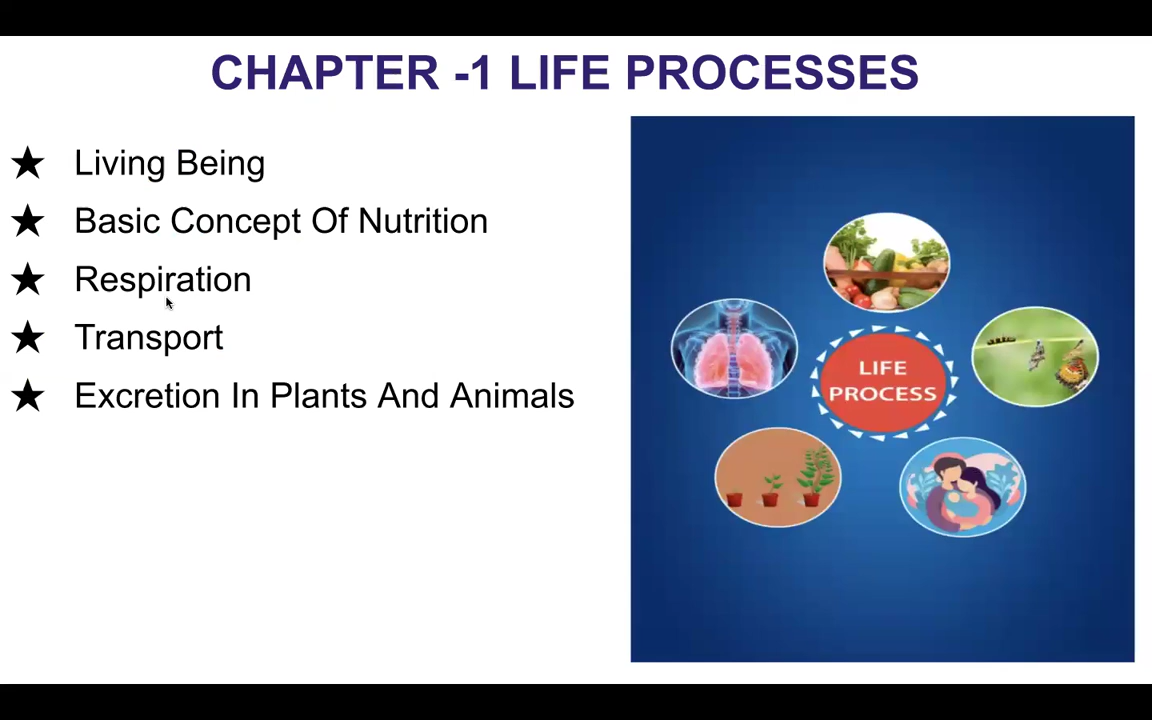 CHAPTER -1 LIFE PROCESSES
★ Living Being
★ Basic Concept Of Nutrition
★ Respiration
★ Transport
★ Excretion In Plants And Animals
LIFE
PROCESS